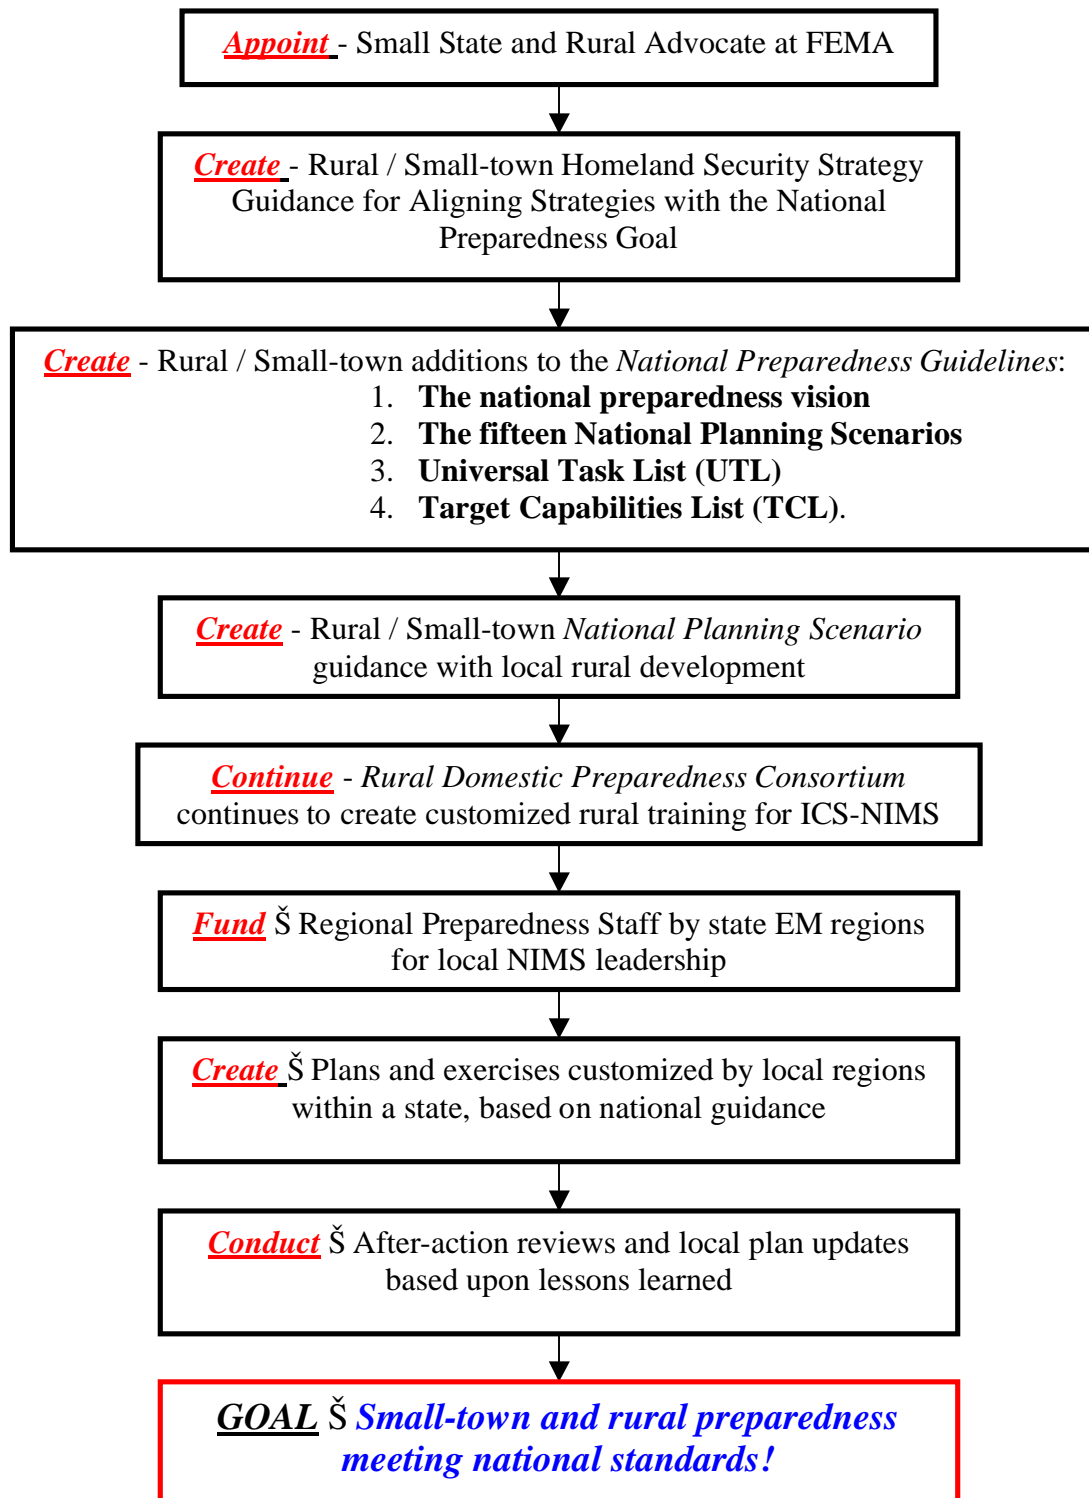 Appoint - Small State and Rural Advocate at FEMA
Create - Rural / Small-town Homeland Security Strategy
Guidance for Aligning Strategies with the National
Preparedness Goal
Create - Rural / Small-town additions to the National Preparedness Guidelines:
1. The national preparedness vision
2. The fifteen National Planning Scenarios
3. Universal Task List (UTL)
4. Target Capabilities List (TCL).
Create - Rural / Small-town National Planning Scenario
guidance with local rural development
Continue - Rural Domestic Preparedness Consortium
continues to create customized rural training for ICS-NIMS
Fund Š Regional Preparedness Staff by state EM regions
for local NIMS leadership
Create Š Plans and exercises customized by local regions
within a state, based on national guidance
Conduct Š After-action reviews and local plan updates
based upon lessons learned
GOAL Š Small-town and rural preparedness
meeting national standards!